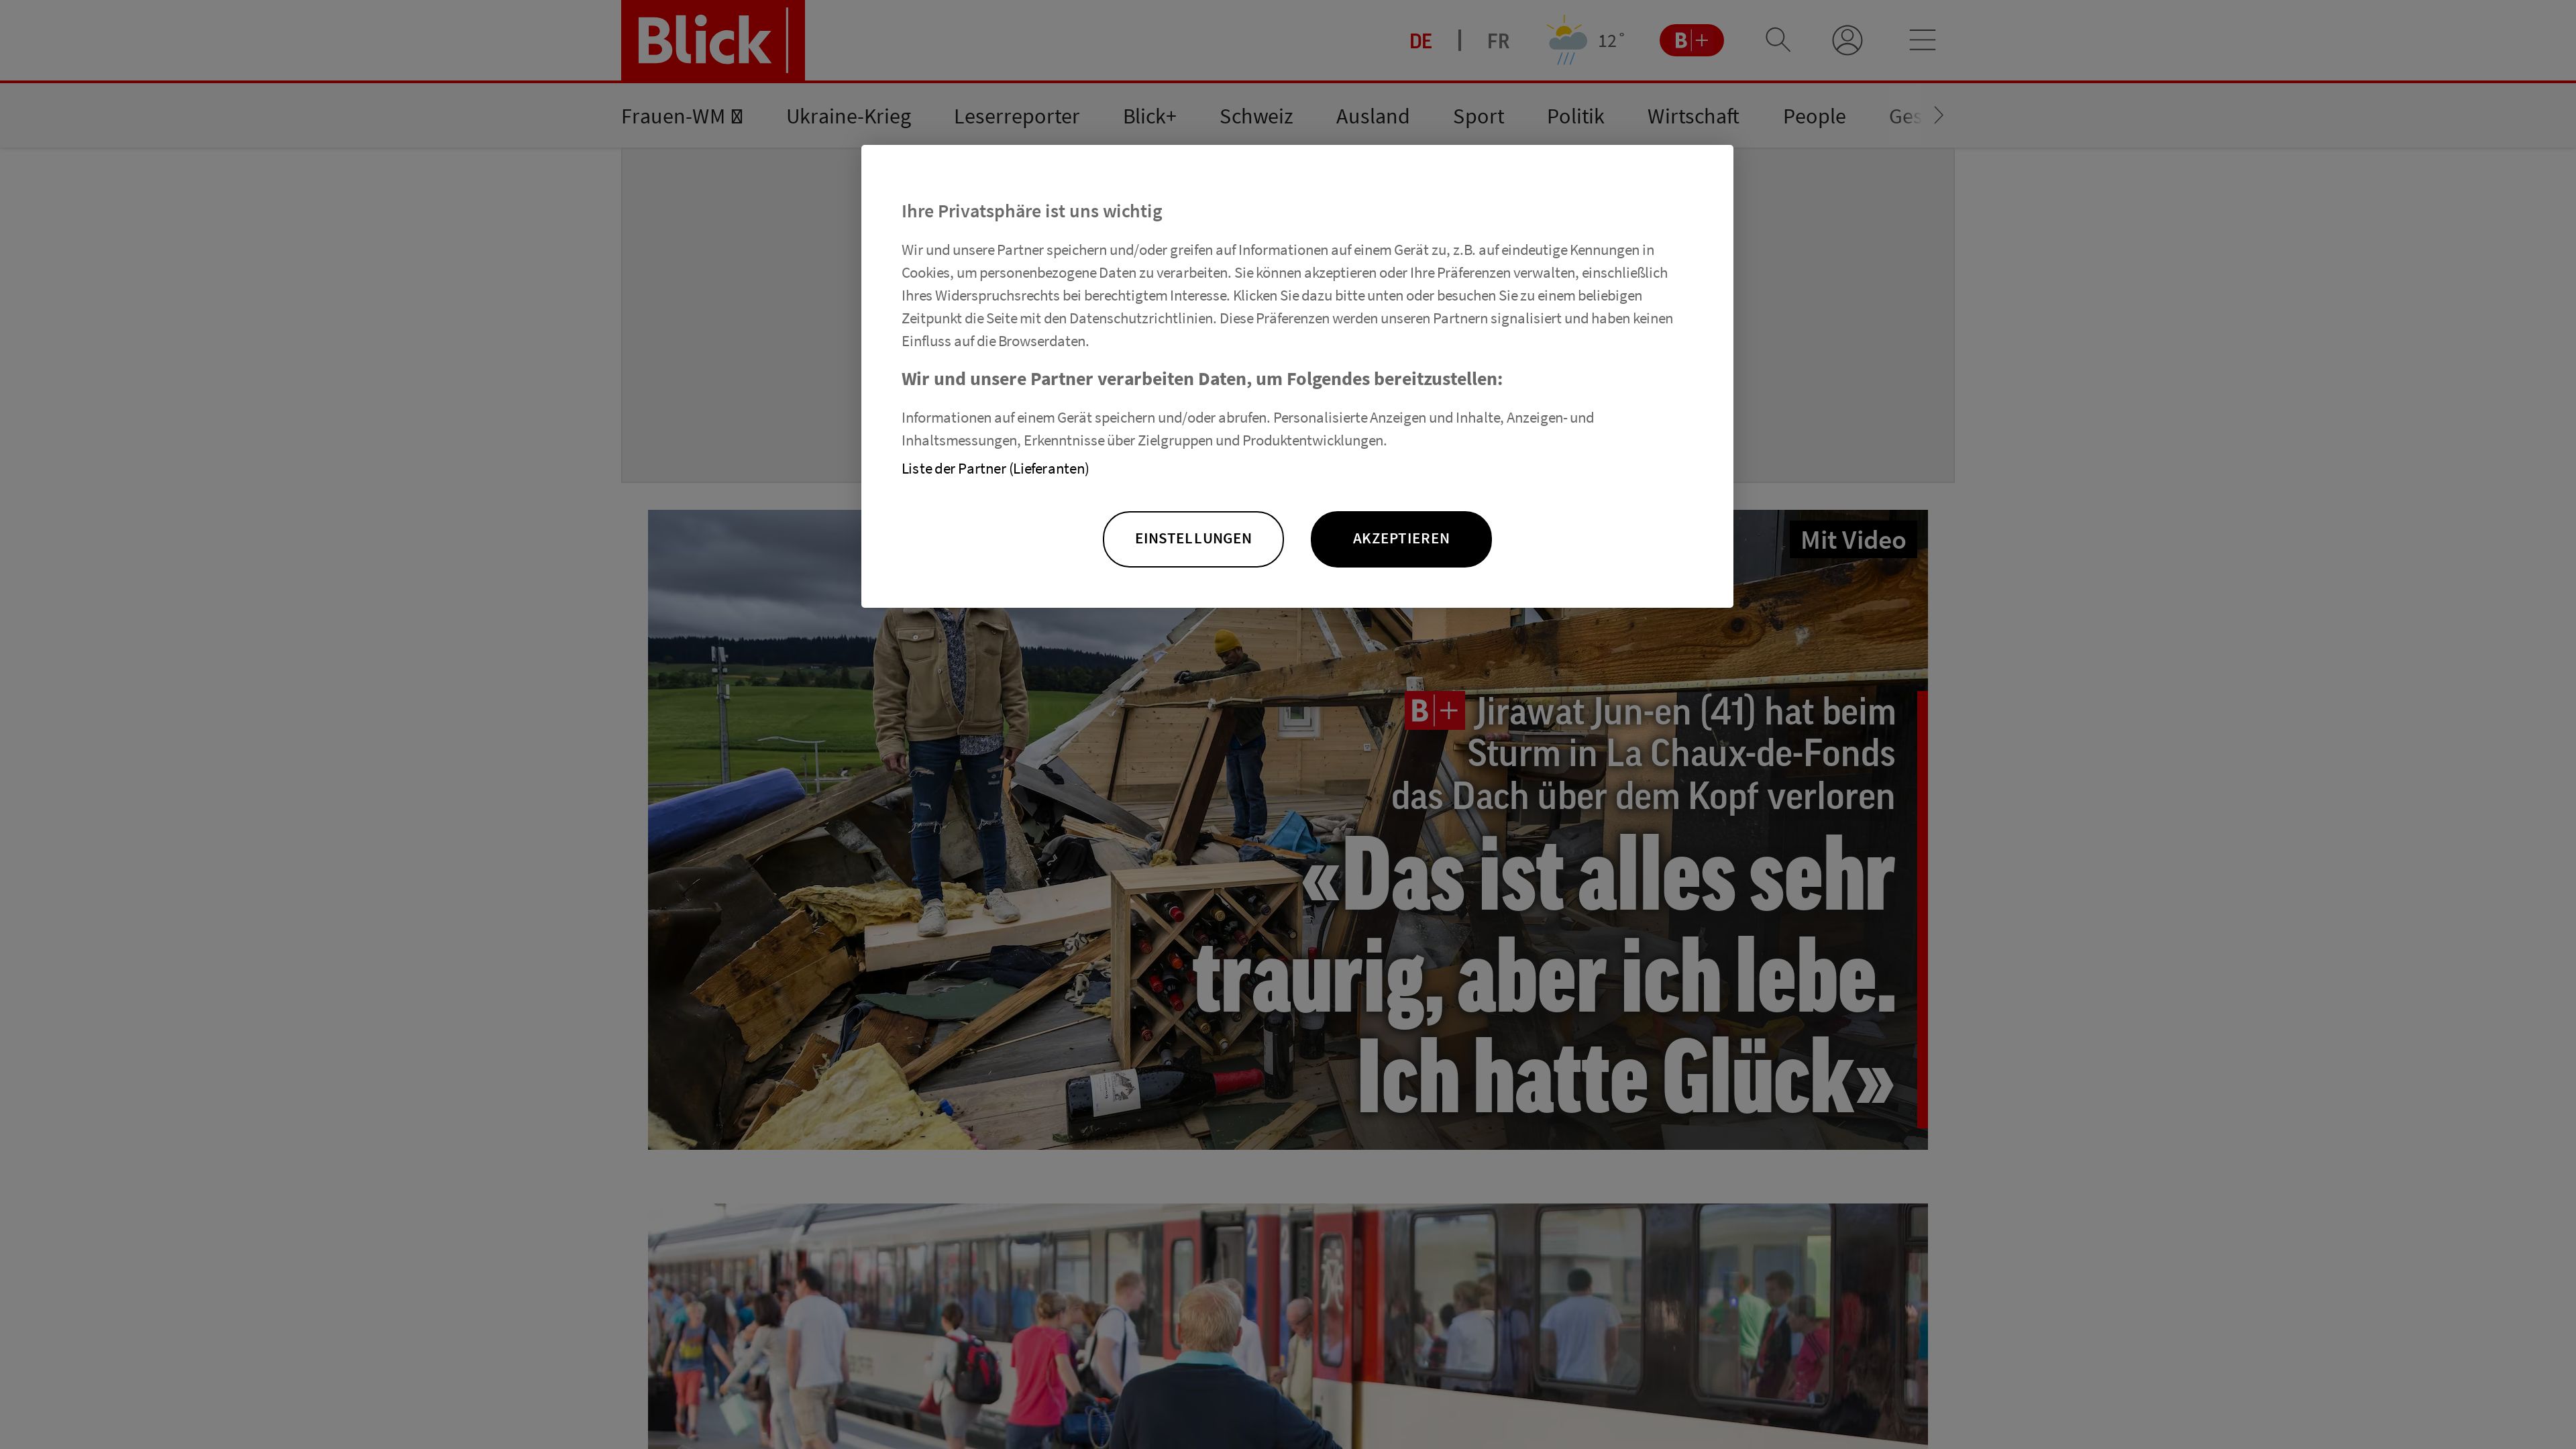 Blick
DE | FR 12° B+
Frauen-WM Ukraine-Krieg Leserreporter Blick+ Schweiz Ausland Sport Politik Wirtschaft People Ges
Ihre Privatsphäre ist uns wichtig
Wir und unsere Partner speichern und/oder greifen auf Informationen auf einem Gerät zu, z.B. auf eindeutige Kennungen in
Cookies, um personenbezogene Daten zu verarbeiten. Sie können akzeptieren oder Ihre Präferenzen verwalten, einschließlich
Ihres Widerspruchsrechts bei berechtigtem Interesse. Klicken Sie dazu bitte unten oder besuchen Sie zu einem beliebigen
Zeitpunkt die Seite mit den Datenschutzrichtlinien. Diese Präferenzen werden unseren Partnern signalisiert und haben keinen
Einfluss auf die Browserdaten.
Wir und unsere Partner verarbeiten Daten, um Folgendes bereitzustellen:
Informationen auf einem Gerät speichern und/oder abrufen. Personalisierte Anzeigen und Inhalte, Anzeigen- und
Inhaltsmessungen, Erkenntnisse über Zielgruppen und Produktentwicklungen.
Liste der Partner (Lieferanten)
EINSTELLUNGEN AKZEPTIEREN
Mit Video
B+ Jirawat Jun-en (41) hat beim
Sturm in La Chaux-de-Fonds
das Dach über dem Kopf verloren
«Das ist alles sehr
traurig, aber ich lebe.
Ich hatte Glück»
2 2